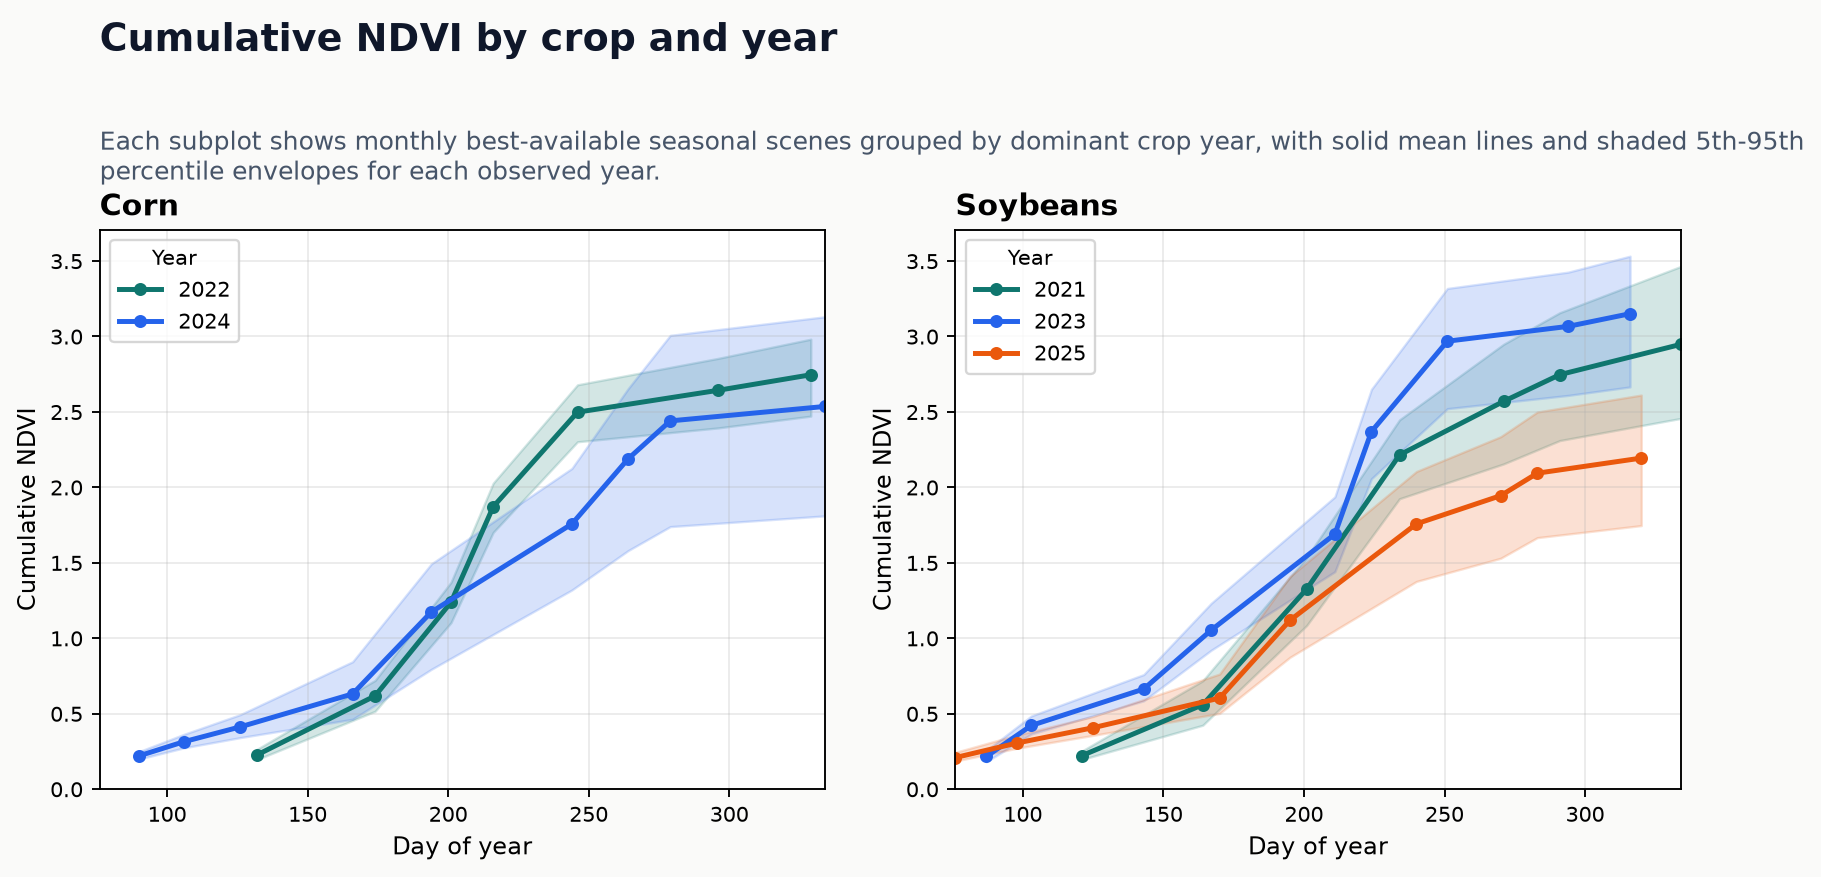 Cumulative NDVI by crop and year
Each subplot shows monthly best-available seasonal scenes grouped by dominant crop year, with solid mean lines and shaded 5th-95th
percentile envelopes for each observed year.
Corn
Year
2022
2024
3.5
3.0
2.5
2.0
1.5
1.0
0.5
0.0
Cumulative NDVI
100 150 200 250 300
Day of year
Soybeans
Year
2021
2023
2025
3.5
3.0
2.5
2.0
1.5
1.0
0.5
0.0
Cumulative NDVI
100 150 200 250 300
Day of year